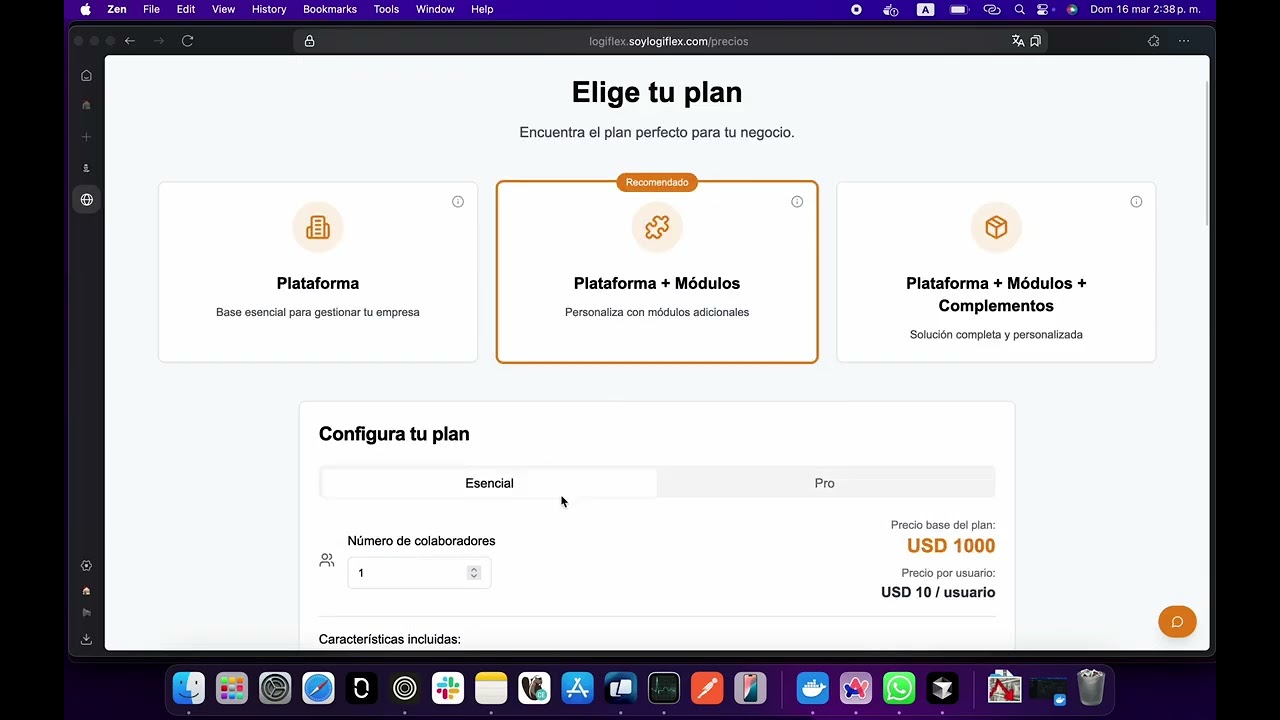 Zen File Edit View History Bookmarks Tools Window Help
A
Dom 16 mar 2:38 p. m.
logiflex.soylogiflex.com/precios
Elige tu plan
Encuentra el plan perfecto para tu negocio.
Recomendado
Plataforma
Base esencial para gestionar tu empresa
Plataforma + Módulos
Personaliza con módulos adicionales
Plataforma + Módulos +
Complementos
Solución completa y personalizada
Configura tu plan
Esencial
Pro
Número de colaboradores
1
Precio base del plan:
USD 1000
Precio por usuario:
USD 10 / usuario
Características incluidas: